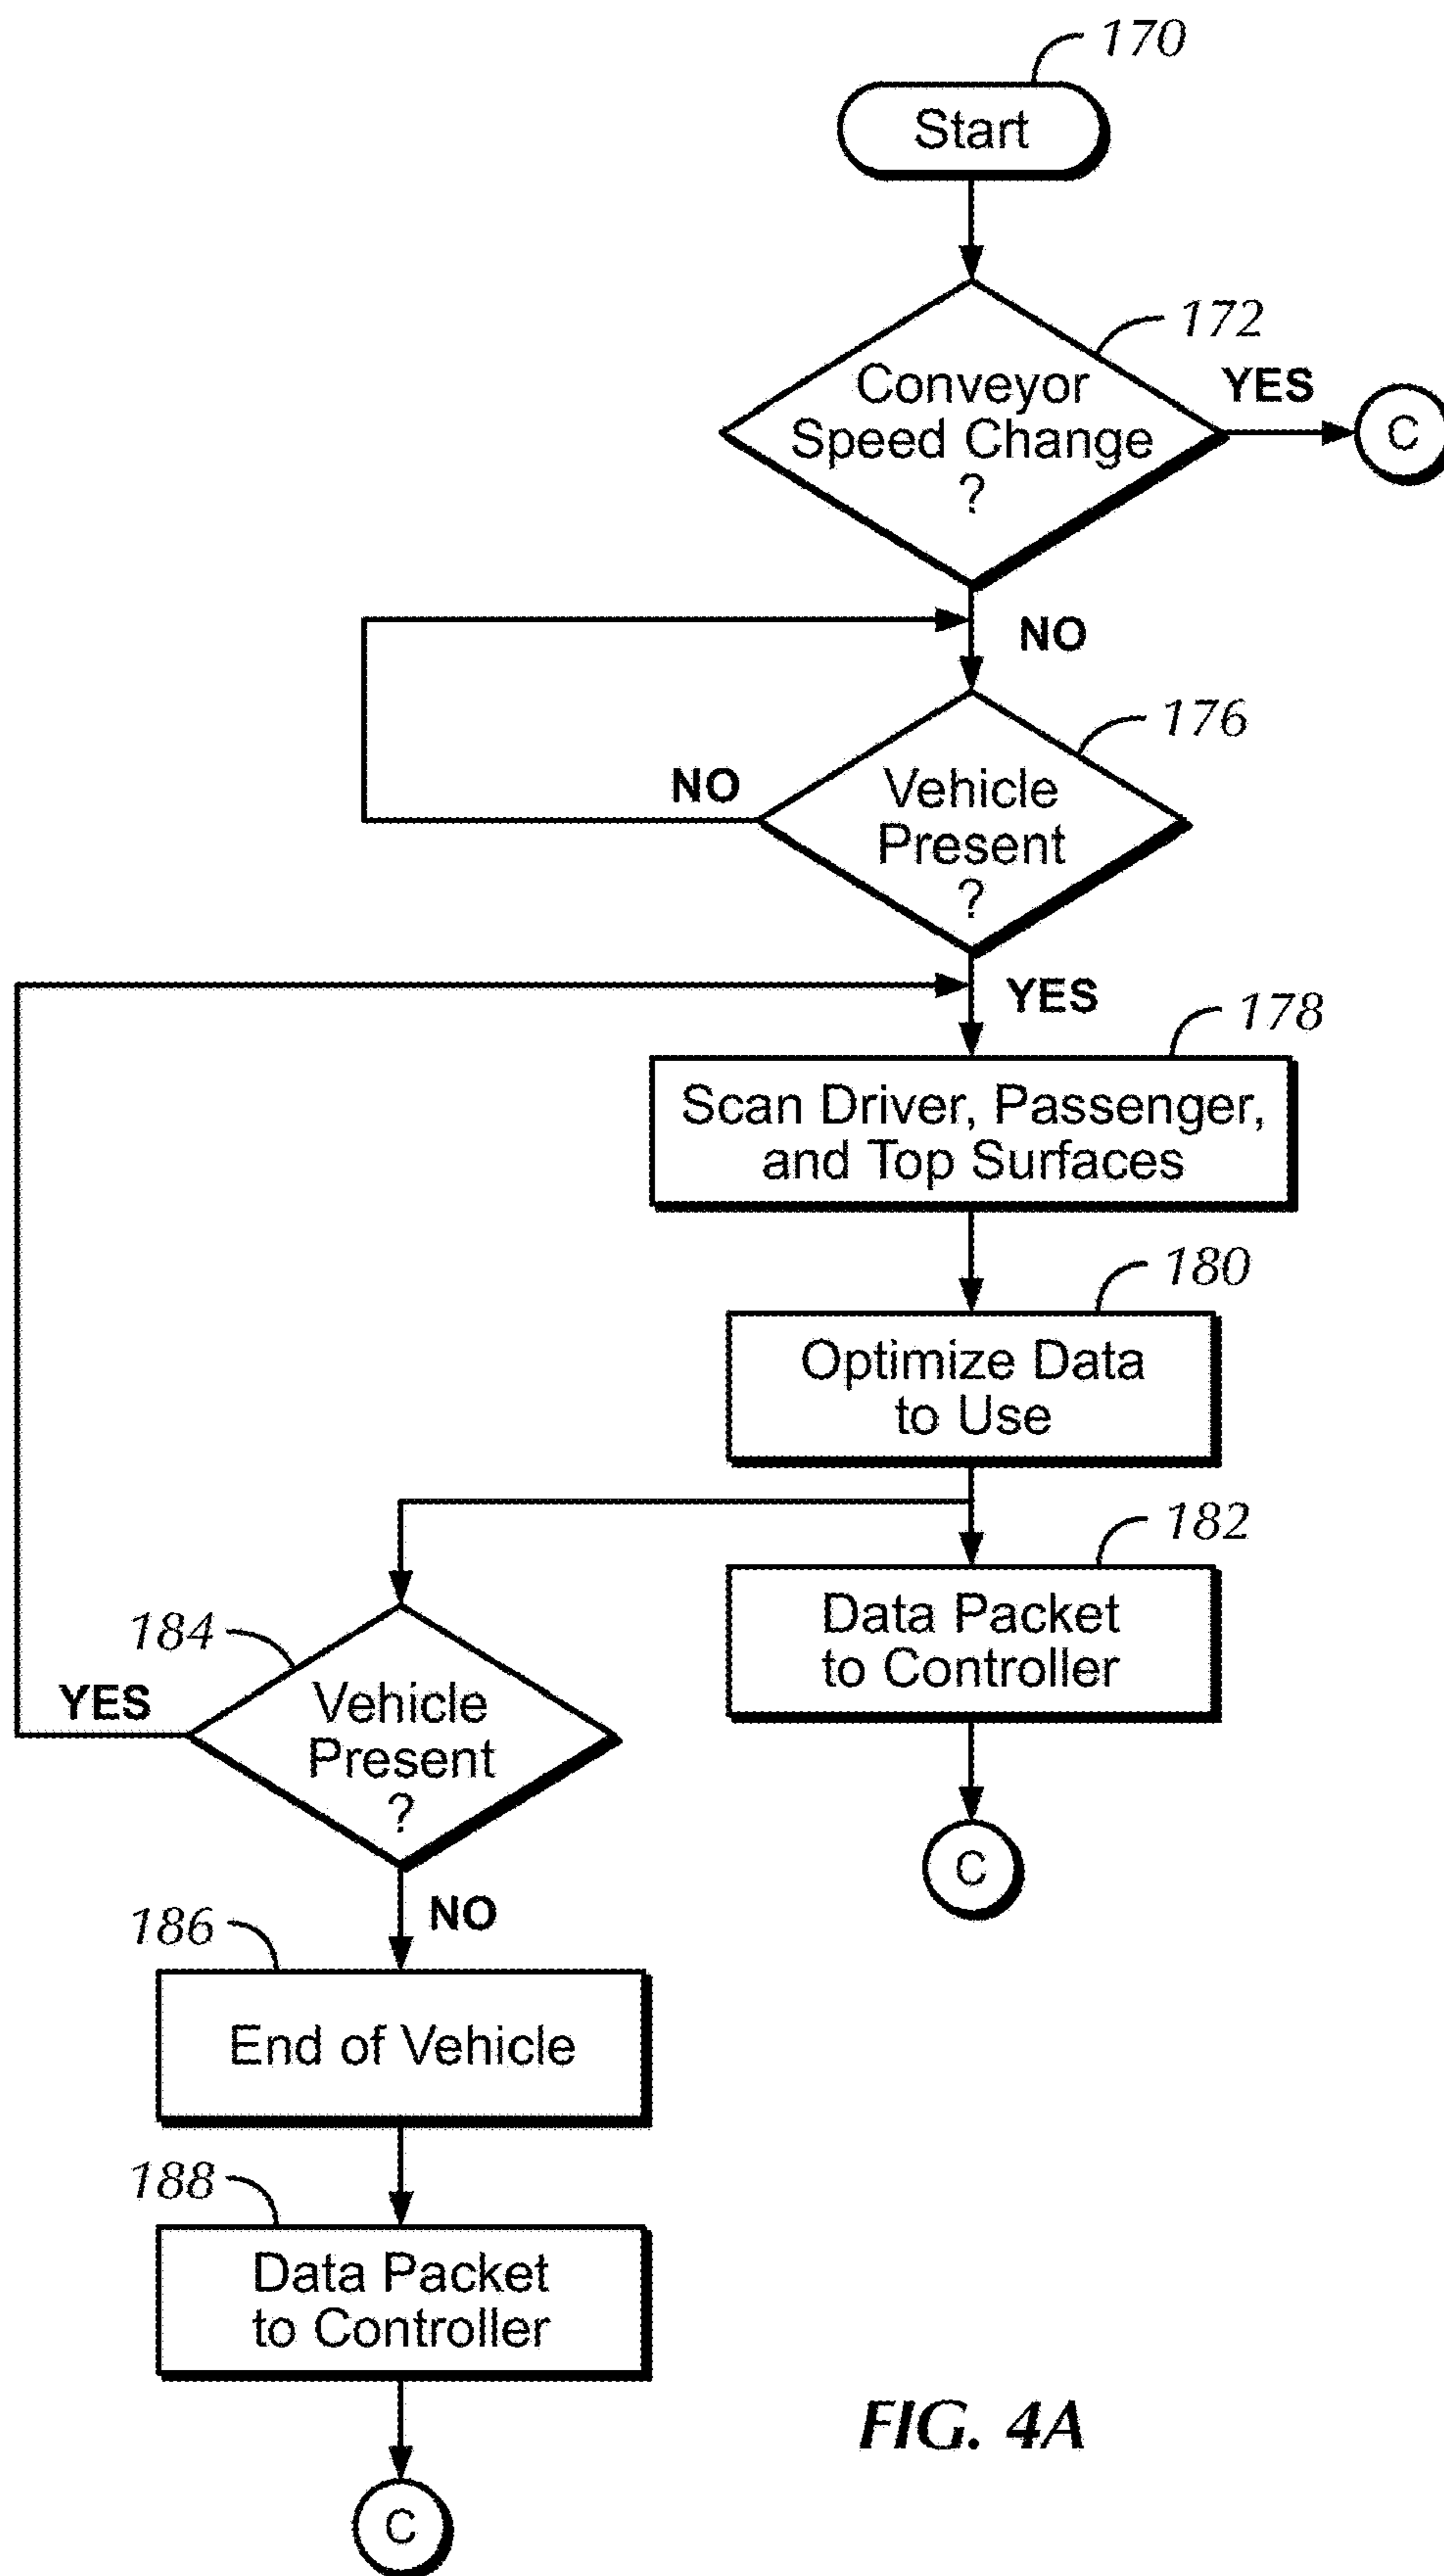 170
Start
172
Conveyor
Speed Change
?
YES
C
NO
176
NO
Vehicle
Present
?
YES
178
Scan Driver, Passenger,
and Top Surfaces
180
Optimize Data
to Use
182
Data Packet
to Controller
C
184
YES
Vehicle
Present
?
NO
186
End of Vehicle
188
Data Packet
to Controller
C
FIG. 4A